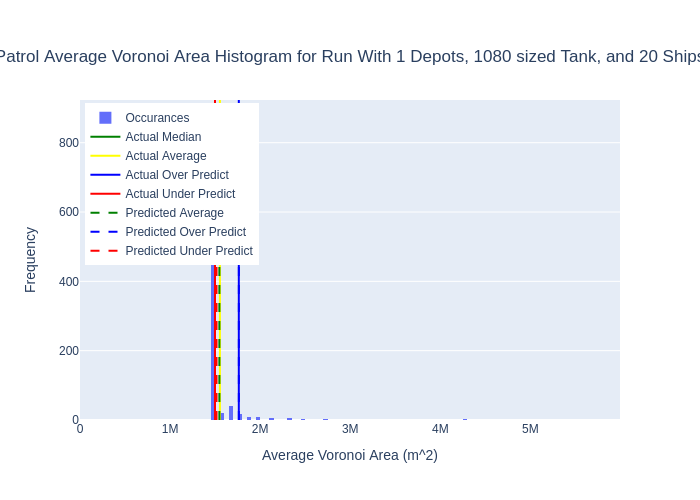 Patrol Average Voronoi Area Histogram for Run With 1 Depots, 1080 sized Tank, and 20 Ships
Occurances
Actual Median
Actual Average
Actual Over Predict
Actual Under Predict
Predicted Average
Predicted Over Predict
Predicted Under Predict
800
600
400
200
0
Frequency
0 1M 2M 3M 4M 5M
Average Voronoi Area (m^2)